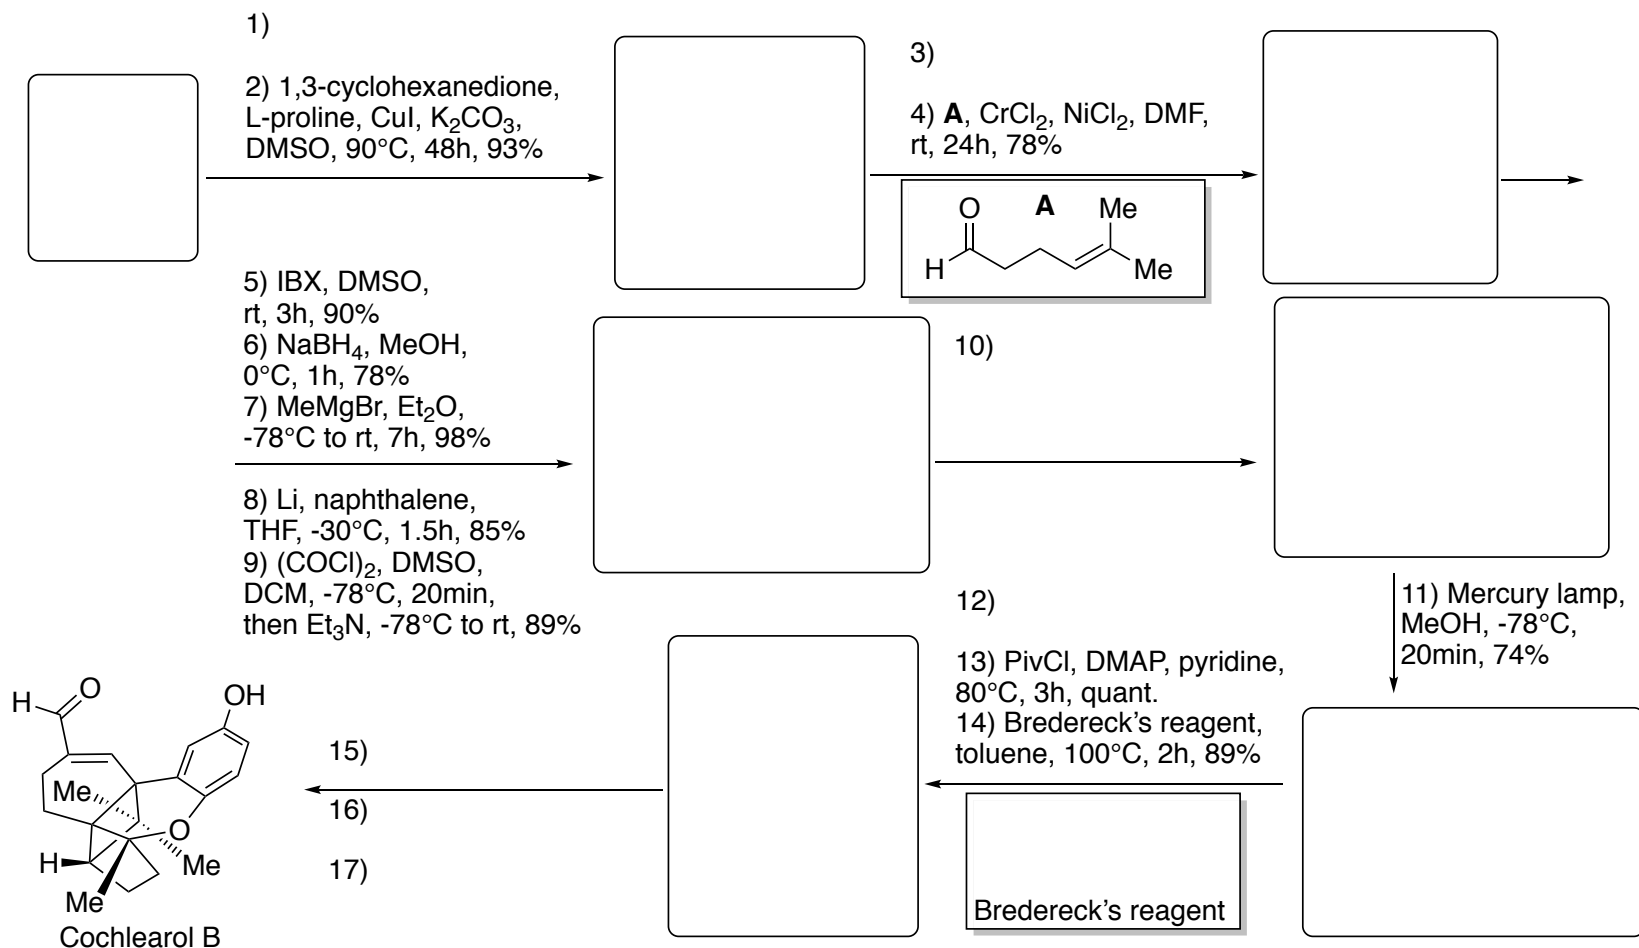 1)
2) 1,3-cyclohexanedione,
L-proline, CuI, K₂CO₃,
DMSO, 90°C, 48h, 93%
3)
4) A, CrCl₂, NiCl₂, DMF,
rt, 24h, 78%
O
A
Me
H
Me
5) IBX, DMSO,
rt, 3h, 90%
6) NaBH₄, MeOH,
0°C, 1h, 78%
7) MeMgBr, Et₂O,
-78°C to rt, 7h, 98%
8) Li, naphthalene,
THF, -30°C, 1.5h, 85%
9) (COCl)₂, DMSO,
DCM, -78°C, 20min,
then Et₃N, -78°C to rt, 89%
10)
11) Mercury lamp,
MeOH, -78°C,
20min, 74%
12)
13) PivCl, DMAP, pyridine,
80°C, 3h, quant.
14) Bredereck’s reagent,
toluene, 100°C, 2h, 89%
Bredereck’s reagent
15)
16)
17)
H
O
OH
Me
O
H
Me
Me
Cochlearol B